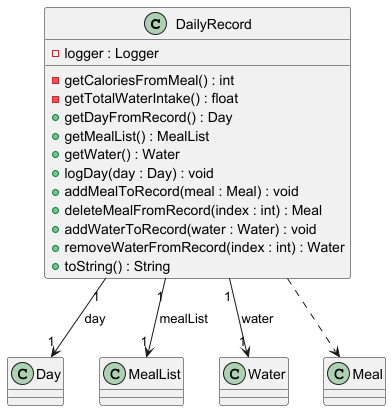 C DailyRecord
logger : Logger
getCaloriesFromMeal() : int
getTotalWaterIntake() : float
getDayFromRecord() : Day
getMealList() : MealList
getWater() : Water
logDay(day : Day) : void
addMealToRecord(meal : Meal) : void
deleteMealFromRecord(index : int) : Meal
addWaterToRecord(water : Water) : void
removeWaterFromRecord(index : int) : Water
toString() : String
1 1 1
day mealList water
1 1 1
C Day C MealList C Water C Meal